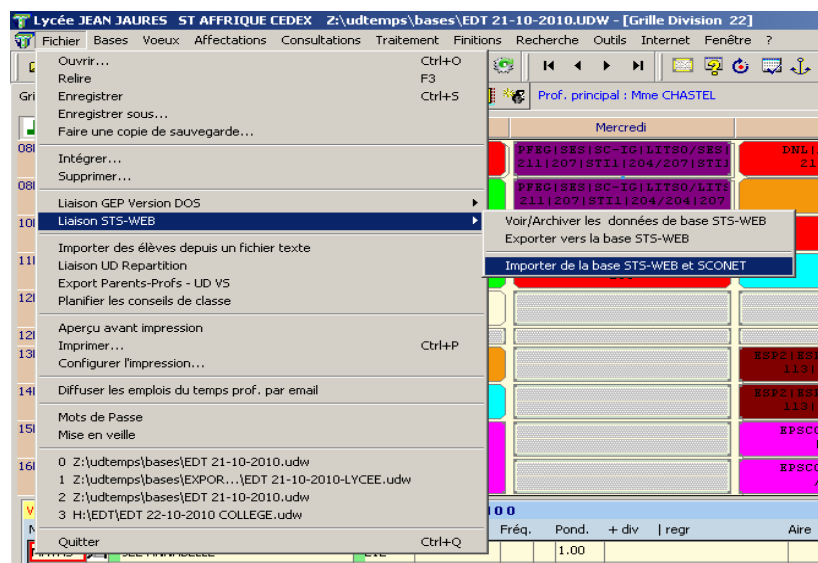 Lycée JEAN JAURES ST AFFRIQUE CEDEX Z:\udtemps\bases\EDT 21-10-2010.UDW - [Grille Division 22]
Fichier Bases Voeux Affectations Consultations Traitement Finitions Recherche Outils Internet Fenêtre ?
Ouvrir... Ctrl+O
Relire F3
Gri Enregistrer Ctrl+S Prof. principal : Mme CHASTEL
Enregistrer sous...
Faire une copie de sauvegarde... Mercredi
Intégrer...
Supprimer...
Liaison GEP Version DOS
Liaison STS-WEB
Voir/Archiver les données de base STS-WEB
Exporter vers la base STS-WEB
Importer de la base STS-WEB et SCONET
Importer des élèves depuis un fichier texte
Liaison UD Repartition
Export Parents-Profs - UD VS
Planifier les conseils de classe
Aperçu avant impression
Imprimer... Ctrl+P
Configurer l'impression...
Diffuser les emplois du temps prof. par email
Mots de Passe
Mise en veille
0 Z:\udtemps\bases\EDT 21-10-2010.udw
1 Z:\udtemps\bases\EXPOR...\EDT 21-10-2010-LYCEE.udw
2 Z:\udtemps\bases\EDT 21-10-2010.udw
3 H:\EDT\EDT 22-10-2010 COLLEGE.udw
Quitter Ctrl+Q
PFEG|SES|SC-IG|LITSO/SES|
211|207|STI1|204/207|STI1
PFEG|SES|SC-IG|LITSO/LITS
211|207|STI1|204/204|207
DNL|
21
ESP2|ESP
113|
ESP2|ESP
113|
EPSCO
EPSCO
Fréq. Pond. + div | regr Aire
1.00